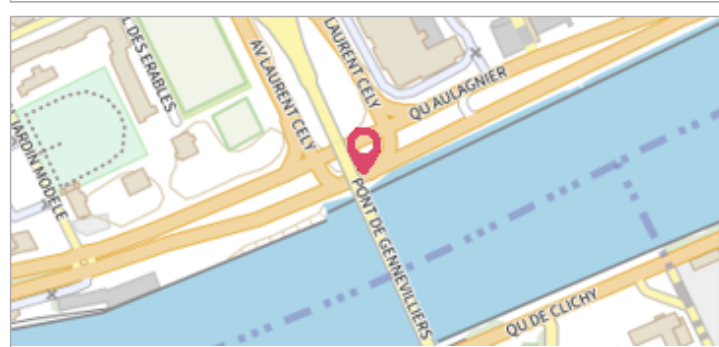 L DES ERABLES
AV LAURENT CELY
LAURENT CELY
QU AULAGNIER
JARDIN MODELE
PONT DE GENNEVILLIERS
QU DE CLICHY